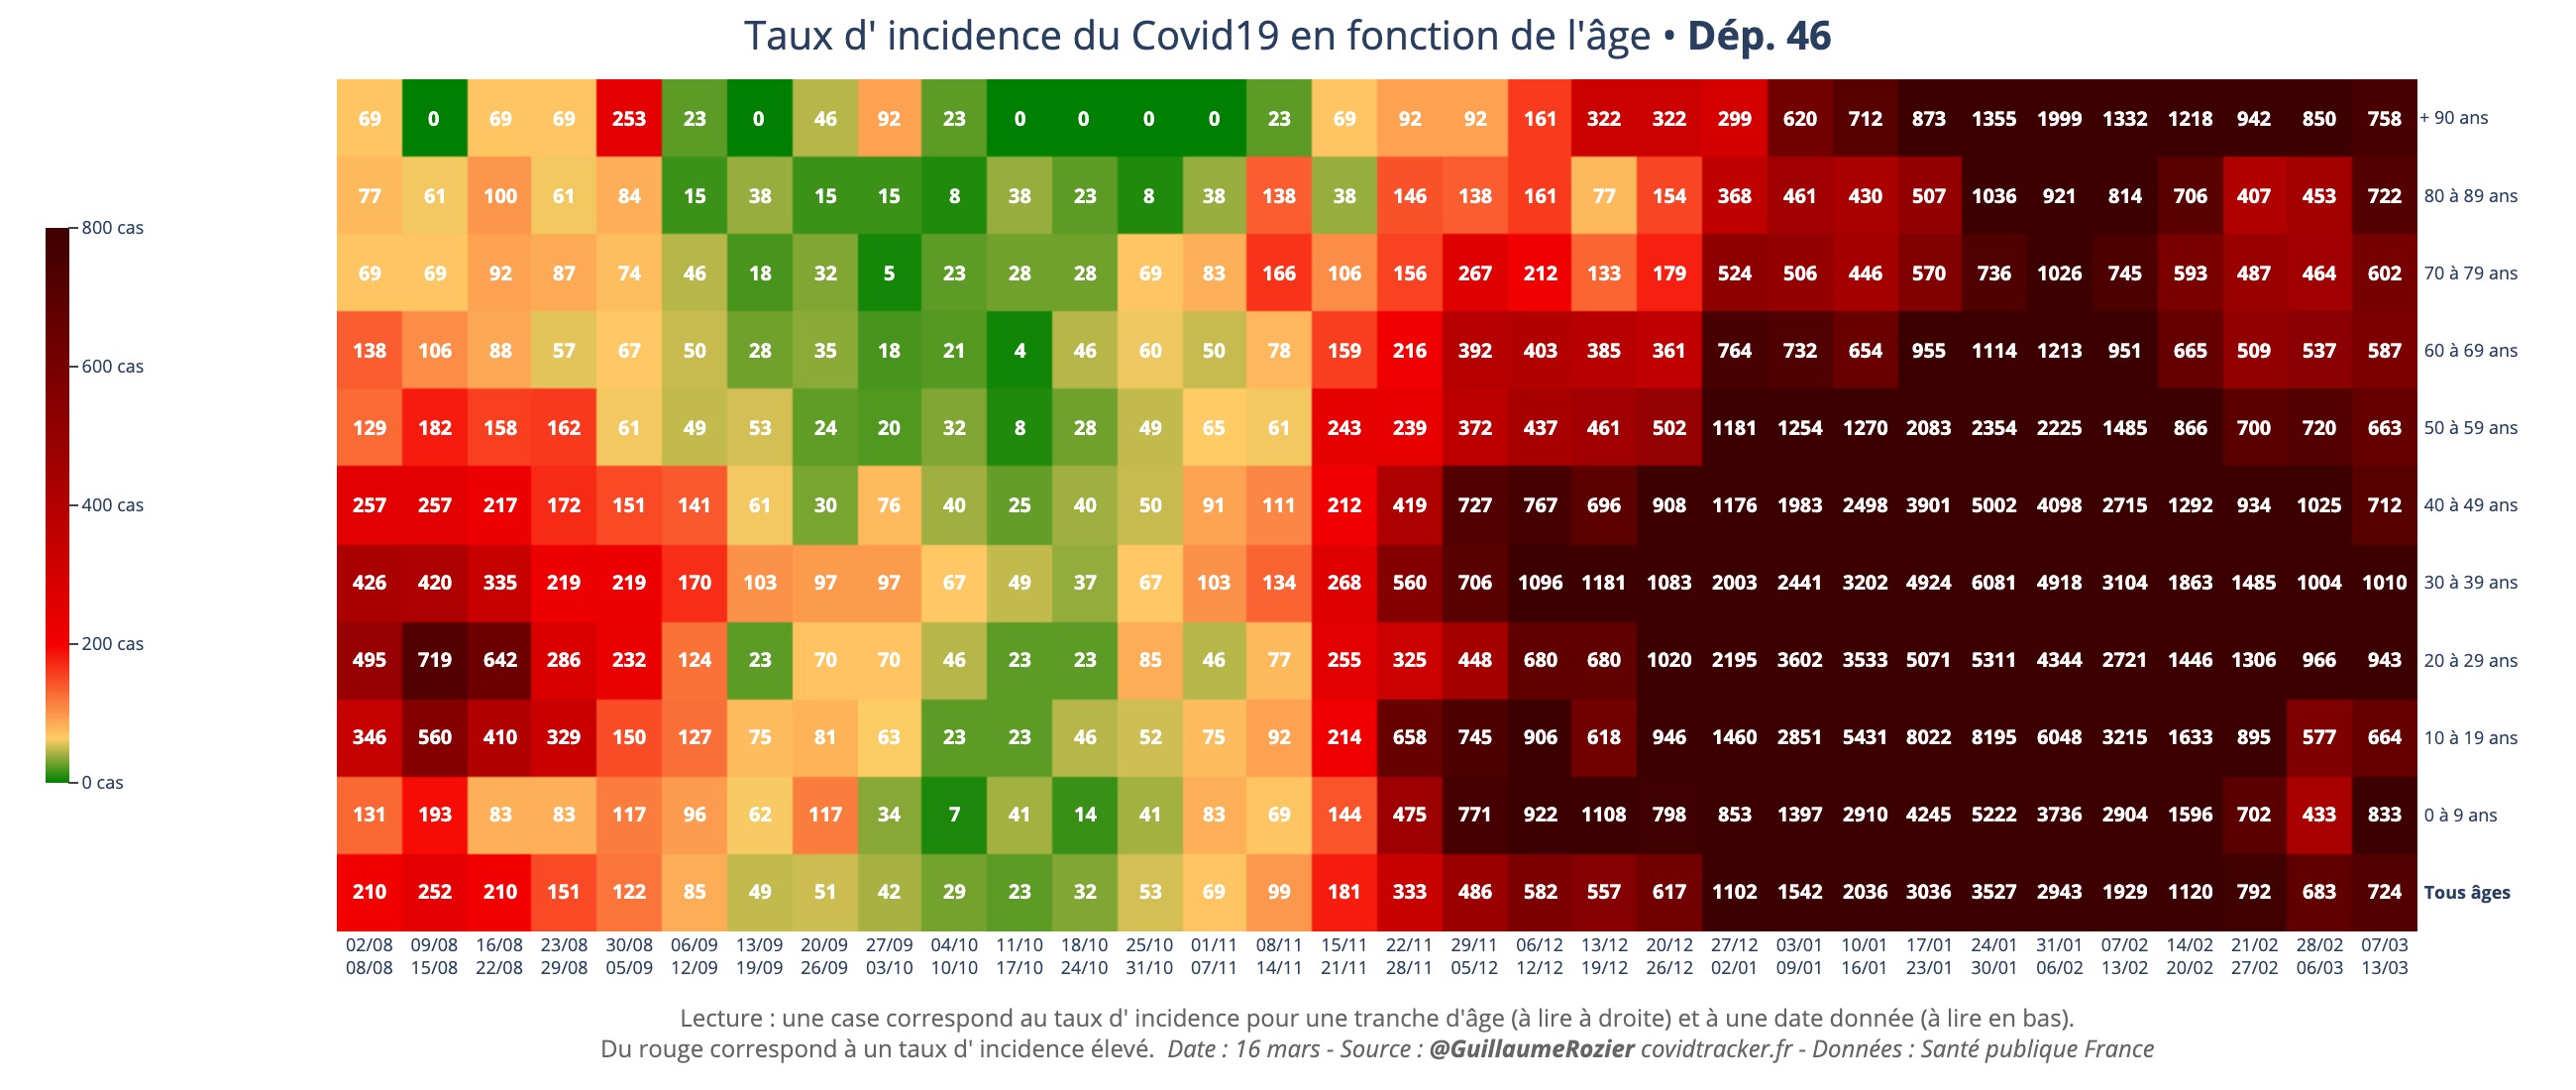 Taux d' incidence du Covid19 en fonction de l'âge • Dép. 46
69 0 69 69 253 23 0 46 92 23 0 0 0 0 23 69 92 92 161 322 322 299 620 712 873 1355 1999 1332 1218 942 850 758 + 90 ans
77 61 100 61 84 15 38 15 15 8 38 23 8 38 138 38 146 138 161 77 154 368 461 430 507 1036 921 814 706 407 453 722 80 à 89 ans
800 cas
69 69 92 87 74 46 18 32 5 23 28 28 69 83 166 106 156 267 212 133 179 524 506 446 570 736 1026 745 593 487 464 602 70 à 79 ans
138 106 88 57 67 50 28 35 18 21 4 46 60 50 78 159 216 392 403 385 361 764 732 654 955 1114 1213 951 665 509 537 587 60 à 69 ans
600 cas
129 182 158 162 61 49 53 24 20 32 8 28 49 65 61 243 239 372 437 461 502 1181 1254 1270 2083 2354 2225 1485 866 700 720 663 50 à 59 ans
400 cas
257 257 217 172 151 141 61 30 76 40 25 40 50 91 111 212 419 727 767 696 908 1176 1983 2498 3901 5002 4098 2715 1292 934 1025 712 40 à 49 ans
426 420 335 219 219 170 103 97 97 67 49 37 67 103 134 268 560 706 1096 1181 1083 2003 2441 3202 4924 6081 4918 3104 1863 1485 1004 1010 30 à 39 ans
200 cas
495 719 642 286 232 124 23 70 70 46 23 23 85 46 77 255 325 448 680 680 1020 2195 3602 3533 5071 5311 4344 2721 1446 1306 966 943 20 à 29 ans
346 560 410 329 150 127 75 81 63 23 23 46 52 75 92 214 658 745 906 618 946 1460 2851 5431 8022 8195 6048 3215 1633 895 577 664 10 à 19 ans
0 cas
131 193 83 83 117 96 62 117 34 7 41 14 41 83 69 144 475 771 922 1108 798 853 1397 2910 4245 5222 3736 2904 1596 702 433 833 0 à 9 ans
210 252 210 151 122 85 49 51 42 29 23 32 53 69 99 181 333 486 582 557 617 1102 1542 2036 3036 3527 2943 1929 1120 792 683 724 Tous âges
02/08 09/08 16/08 23/08 30/08 06/09 13/09 20/09 27/09 04/10 11/10 18/10 25/10 01/11 08/11 15/11 22/11 29/11 06/12 13/12 20/12 27/12 03/01 10/01 17/01 24/01 31/01 07/02 14/02 21/02 28/02 07/03
08/08 15/08 22/08 29/08 05/09 12/09 19/09 26/09 03/10 10/10 17/10 24/10 31/10 07/11 14/11 21/11 28/11 05/12 12/12 19/12 26/12 02/01 09/01 16/01 23/01 30/01 06/02 13/02 20/02 27/02 06/03 13/03
Lecture : une case correspond au taux d' incidence pour une tranche d'âge (à lire à droite) et à une date donnée (à lire en bas).
Du rouge correspond à un taux d' incidence élevé. Date : 16 mars - Source : @GuillaumeRozier covidtracker.fr - Données : Santé publique France